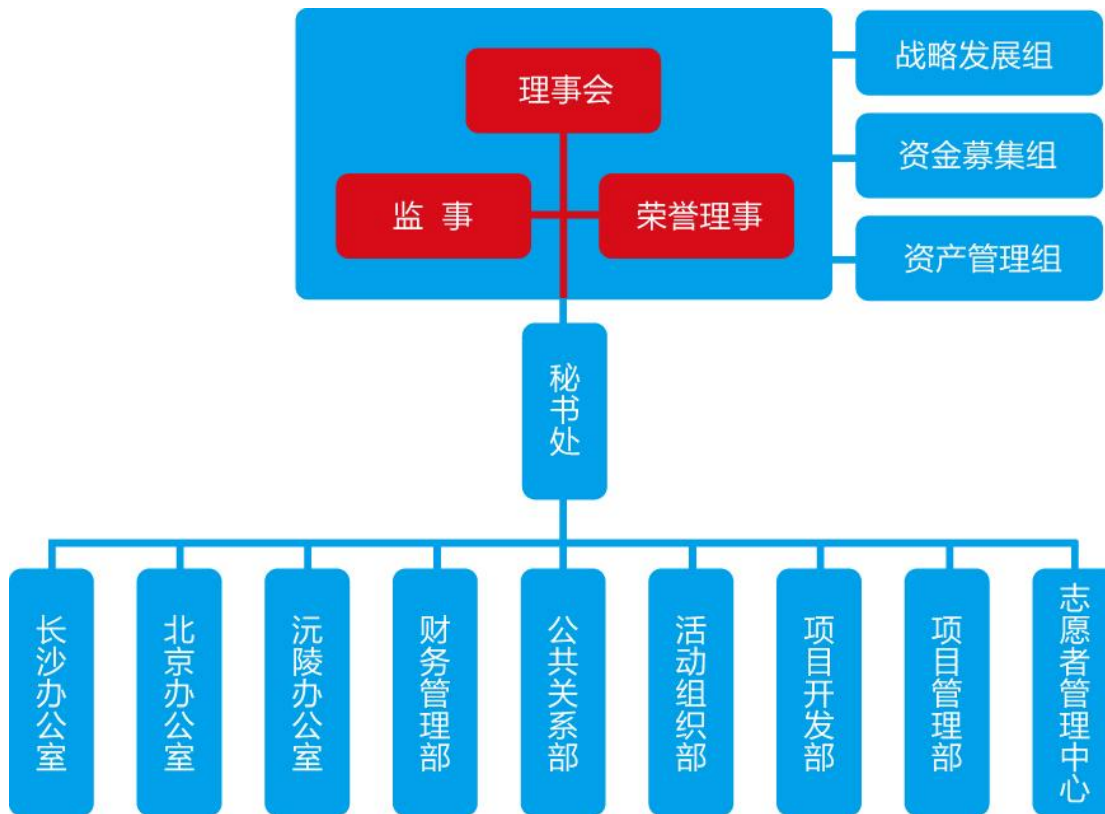 理事会
监 事
荣誉理事
战略发展组
资金募集组
资产管理组
秘书处
长沙办公室
北京办公室
沅陵办公室
财务管理部
公共关系部
活动组织部
项目开发部
项目管理部
志愿者管理中心